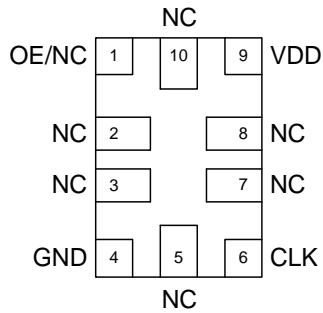 NC
OE/NC 1 10 9 VDD
NC 2 8 NC
NC 3 7 NC
GND 4 5 6 CLK
NC